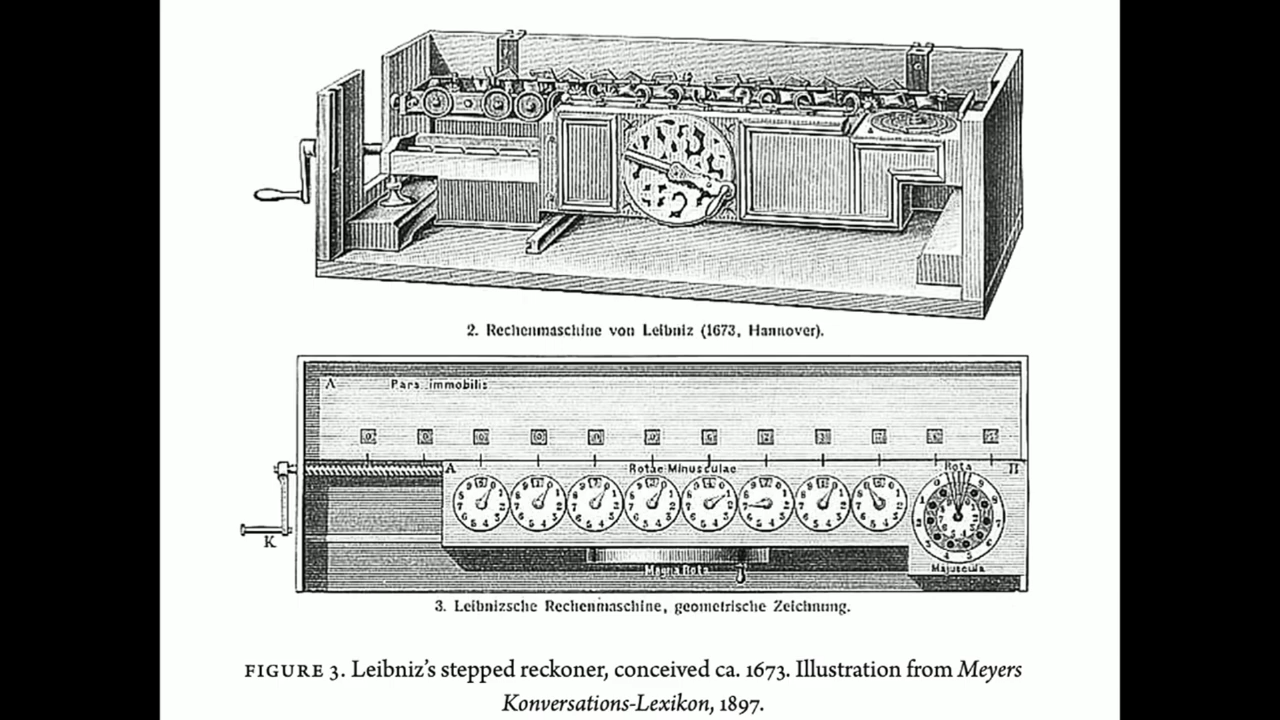 2. Rechenmaschine von Leibniz (1673, Hannover).
A Pars immobilis
A Rotae Minusculae Rota
K
Magna Rota Majuscula
3. Leibnizsche Rechenmaschine, geometrische Zeichnung.
FIGURE 3. Leibniz's stepped reckoner, conceived ca. 1673. Illustration from Meyers
Konversations-Lexikon, 1897.